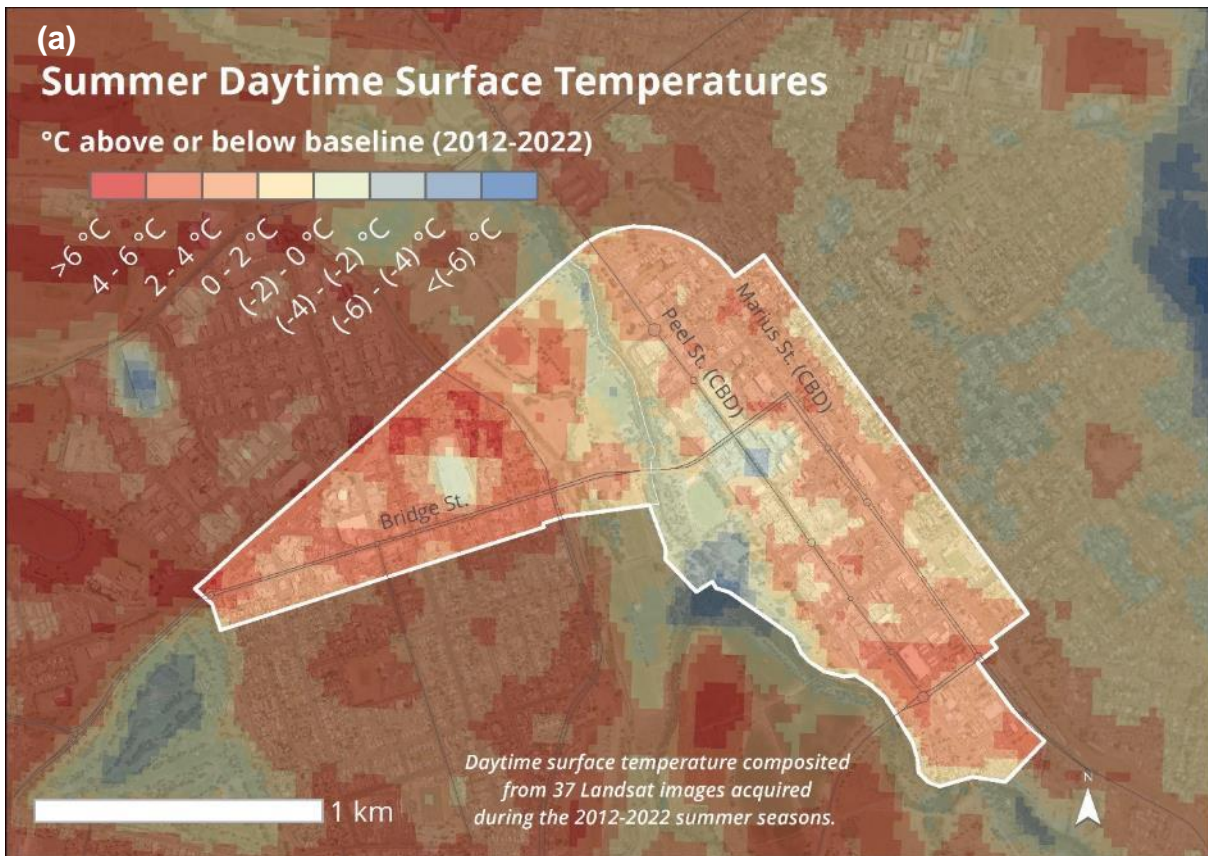 (a)
Summer Daytime Surface Temperatures
°C above or below baseline (2012-2022)
>6 °C
4 - 6 °C
2 - 4 °C
0 - 2 °C
(-2) - 0 °C
(-4) - (-2) °C
(-6) - (-4) °C
<(-6) °C
Marius St. (CBD)
Peel St. (CBD)
Bridge St.
Daytime surface temperature composited
from 37 Landsat images acquired
during the 2012-2022 summer seasons.
N
1 km